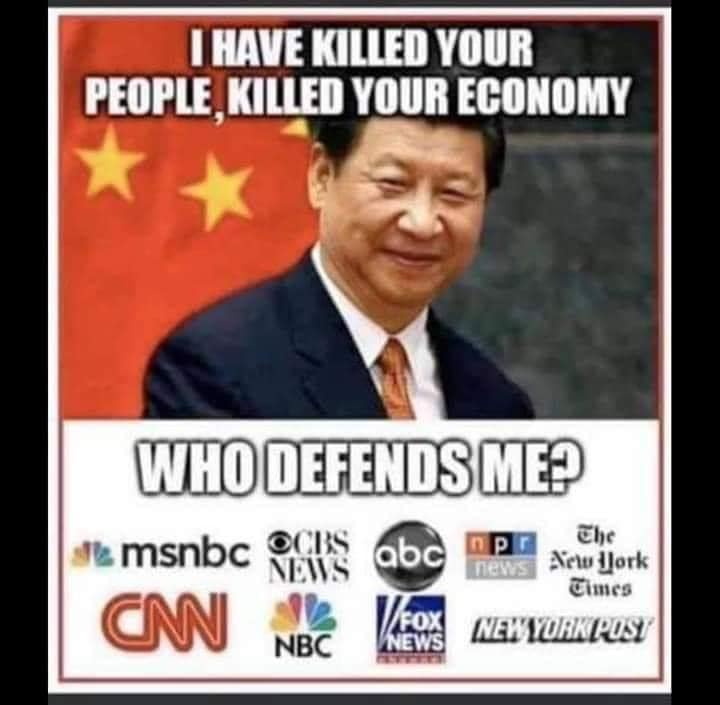 I HAVE KILLED YOUR
PEOPLE, KILLED YOUR ECONOMY
WHO DEFENDS ME?
msnbc
CBS
NEWS
abc
npr
news
The
New York
Times
CNN
NBC
FOX
NEWS
channel
NEW YORK POST